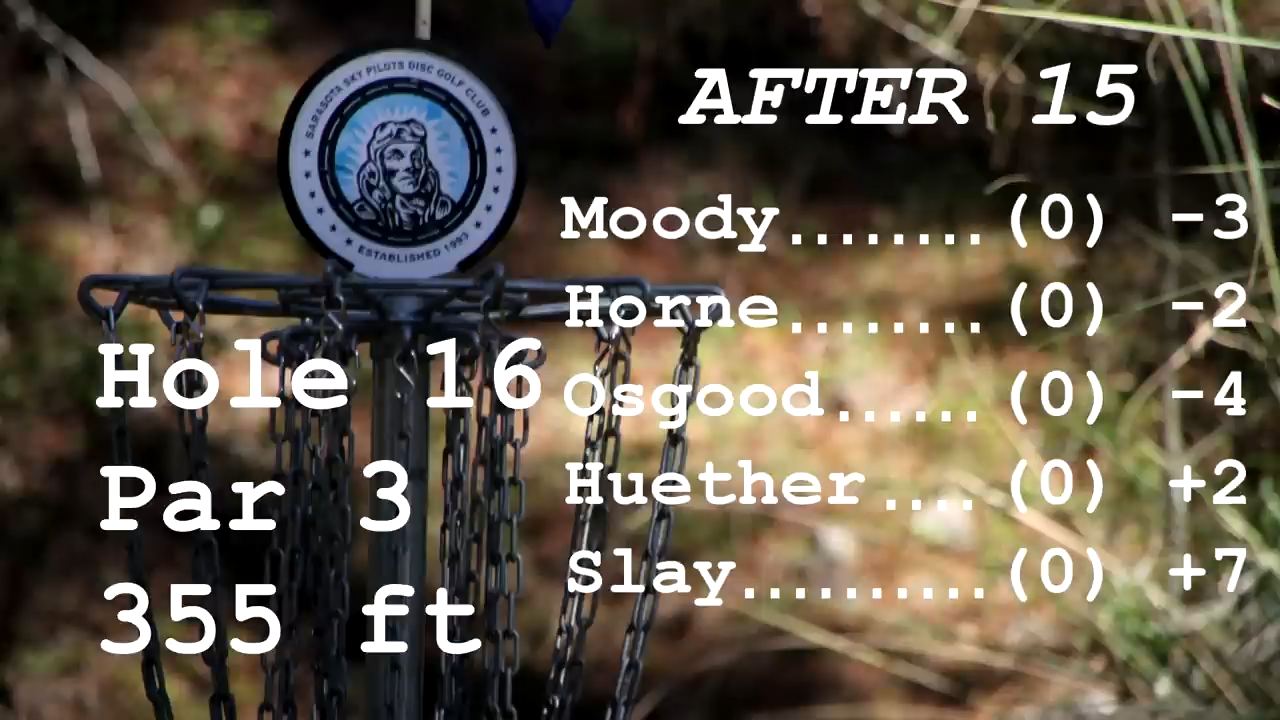 SARASOTA SKY PILOTS DISC GOLF CLUB
ESTABLISHED 1993
AFTER 15
Moody........(0) -3
Horne........(0) -2
Osgood......(0) -4
Huether....(0) +2
Slay..........(0) +7
Hole 16
Par 3
355 ft